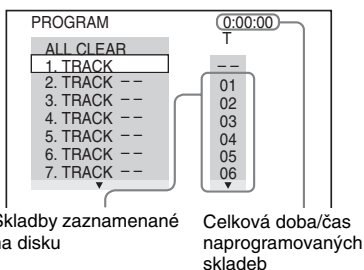 PROGRAM 0:00:00
T
ALL CLEAR
1. TRACK – –
2. TRACK – – 01
3. TRACK – – 02
4. TRACK – – 03
5. TRACK – – 04
6. TRACK – – 05
7. TRACK – – 06
Skladby zaznamenané
na disku
Celková doba/čas
naprogramovaných
skladeb